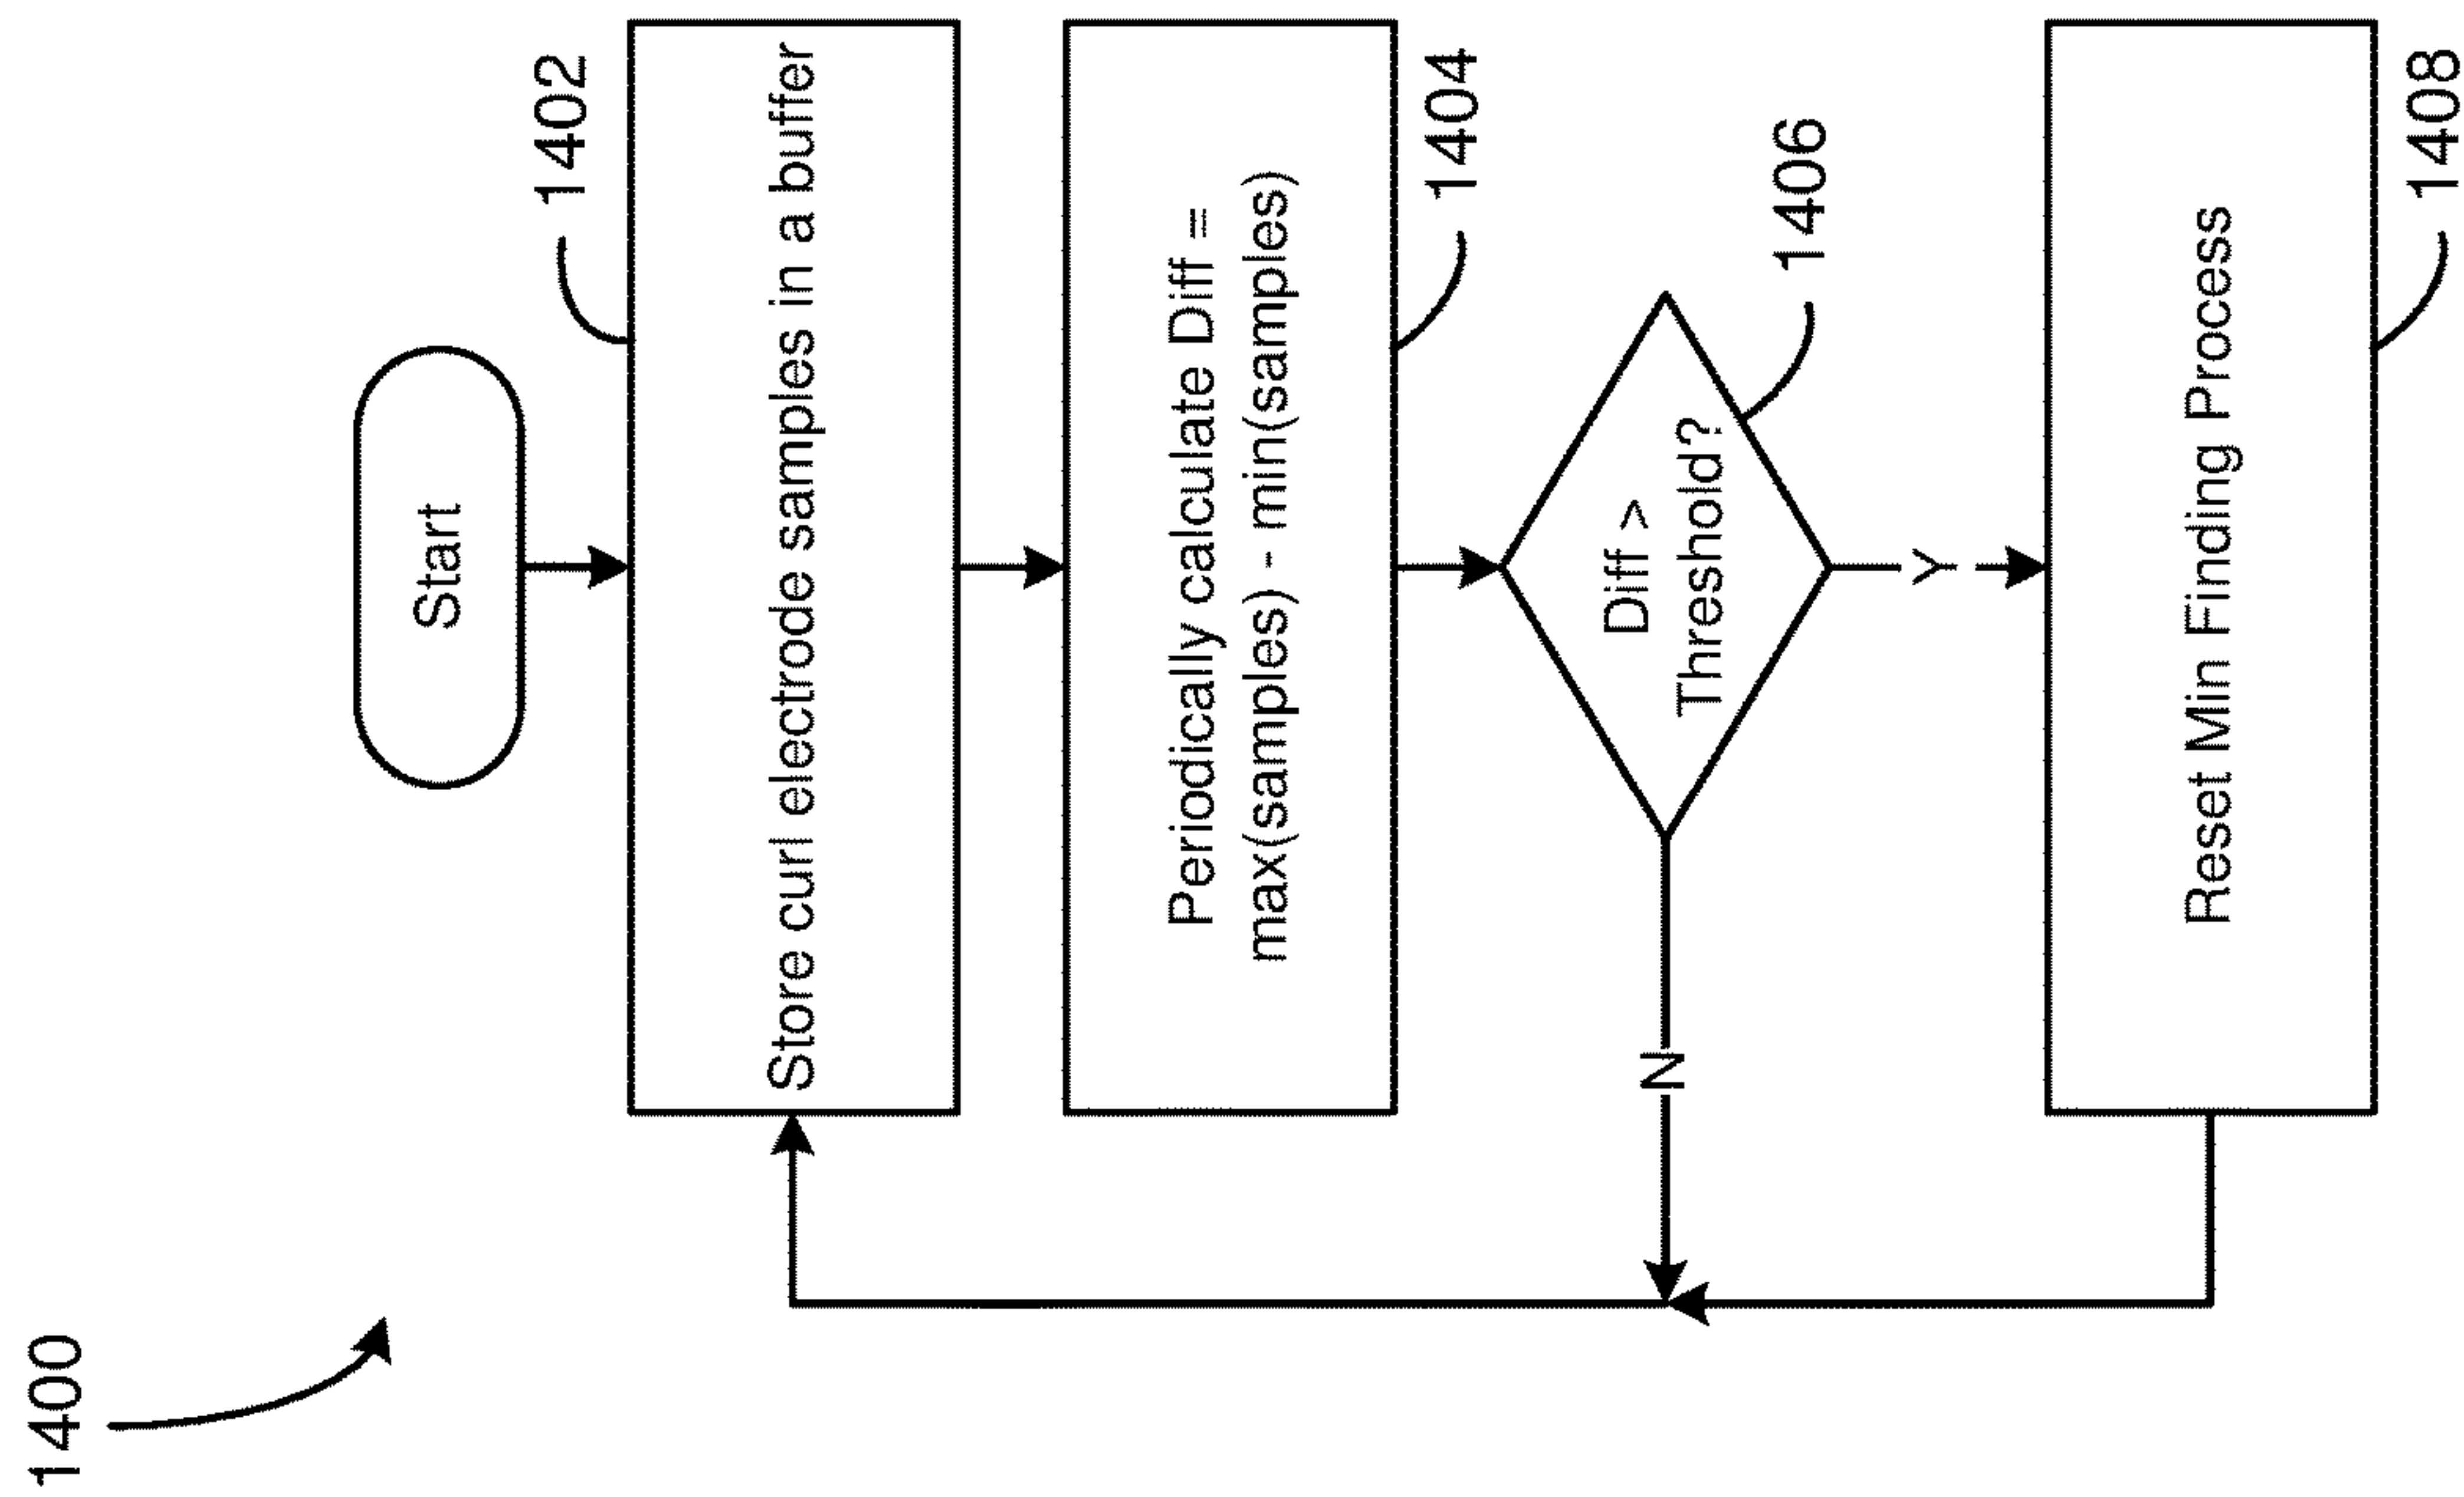 1400
Start
1402
Store curl electrode samples in a buffer
Periodically calculate Diff =
max(samples) - min(samples)
1404
Diff >
Threshold?
1406
N
Y
Reset Min Finding Process
1408